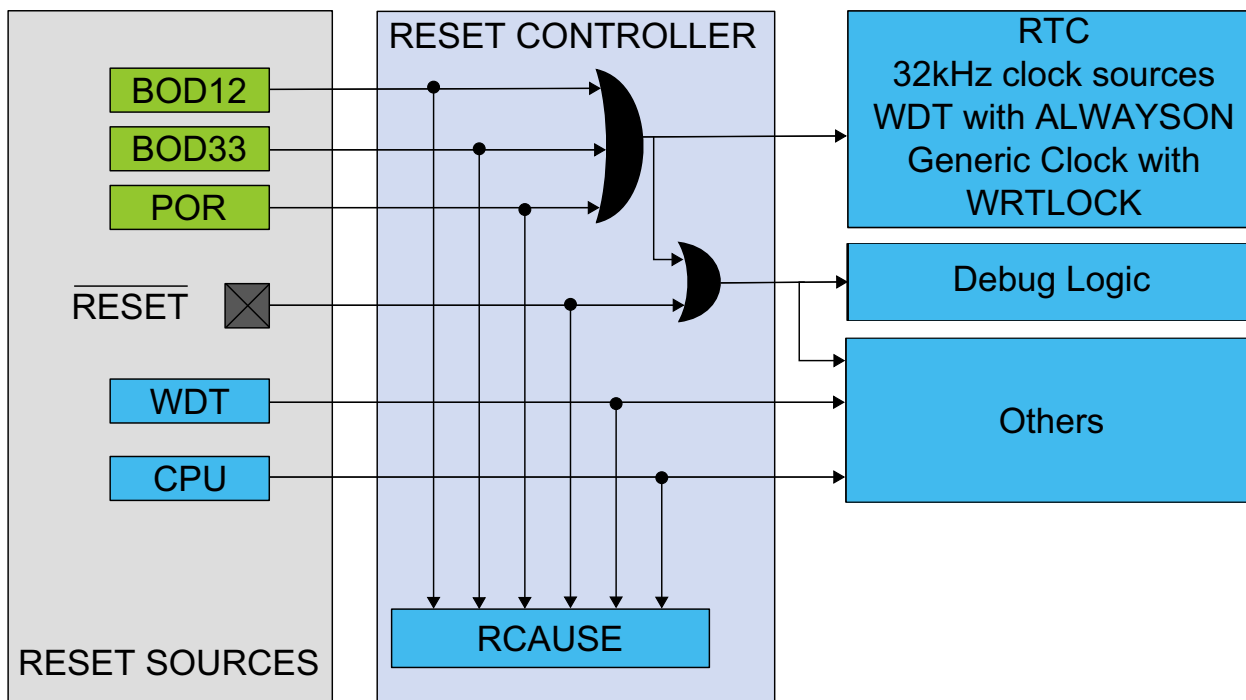 RESET SOURCES
BOD12
BOD33
POR
RESET
WDT
CPU
RESET CONTROLLER
RCAUSE
RTC
32kHz clock sources
WDT with ALWAYSON
Generic Clock with
WRTLOCK
Debug Logic
Others